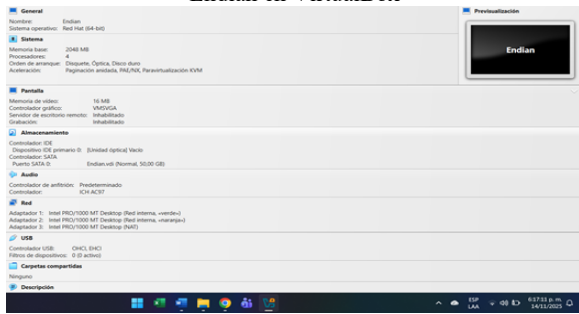 Endian en VirtualBox
General
Previsualización
Nombre: Endian
Sistema operativo: Red Hat (64-bit)
Endian
Sistema
Memoria base: 2048 MB
Procesadores: 4
Orden de arranque: Disquete, Óptica, Disco duro
Aceleración: Paginación anidada, PAE/NX, Paravirtualización KVM
Pantalla
Memoria de vídeo: 16 MB
Controlador gráfico: VMSVGA
Servidor de escritorio remoto: Inhabilitado
Grabación: Inhabilitado
Almacenamiento
Controlador: IDE
Dispositivo IDE primario 0: [Unidad óptica] Vacío
Controlador: SATA
Puerto SATA 0: Endian.vdi (Normal, 50,00 GB)
Audio
Controlador de anfitrión: Predeterminado
Controlador: ICH AC97
Red
Adaptador 1: Intel PRO/1000 MT Desktop (Red interna, «verde»)
Adaptador 2: Intel PRO/1000 MT Desktop (Red interna, «naranja»)
Adaptador 3: Intel PRO/1000 MT Desktop (NAT)
USB
Controlador USB: OHCI, EHCI
Filtros de dispositivos: 0 (0 activo)
Carpetas compartidas
Ninguno
Descripción
ESP
LAA
6:17:33 p. m.
14/11/2025